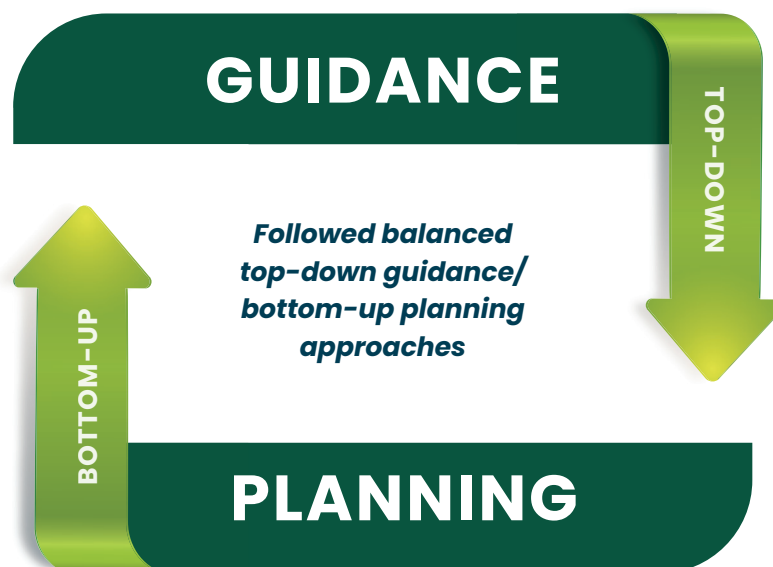 GUIDANCE
TOP-DOWN
Followed balanced
top-down guidance/
bottom-up planning
approaches
BOTTOM-UP
PLANNING